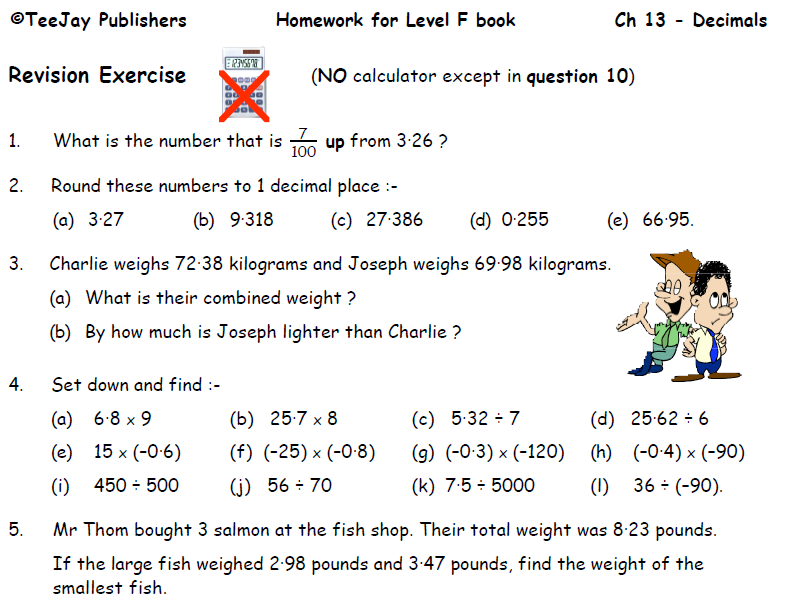 ©TeeJay Publishers Homework for Level F book Ch 13 - Decimals
12345678
Revision Exercise (NO calculator except in question 10)
1. What is the number that is 7/100 up from 3·26 ?
2. Round these numbers to 1 decimal place :-
(a) 3·27 (b) 9·318 (c) 27·386 (d) 0·255 (e) 66·95.
3. Charlie weighs 72·38 kilograms and Joseph weighs 69·98 kilograms.
(a) What is their combined weight ?
(b) By how much is Joseph lighter than Charlie ?
4. Set down and find :-
(a) 6·8 × 9 (b) 25·7 × 8 (c) 5·32 ÷ 7 (d) 25·62 ÷ 6
(e) 15 × (–0·6) (f) (–25) × (–0·8) (g) (–0·3) × (–120) (h) (–0·4) × (–90)
(i) 450 ÷ 500 (j) 56 ÷ 70 (k) 7·5 ÷ 5000 (l) 36 ÷ (–90).
5. Mr Thom bought 3 salmon at the fish shop. Their total weight was 8·23 pounds.
If the large fish weighed 2·98 pounds and 3·47 pounds, find the weight of the
smallest fish.